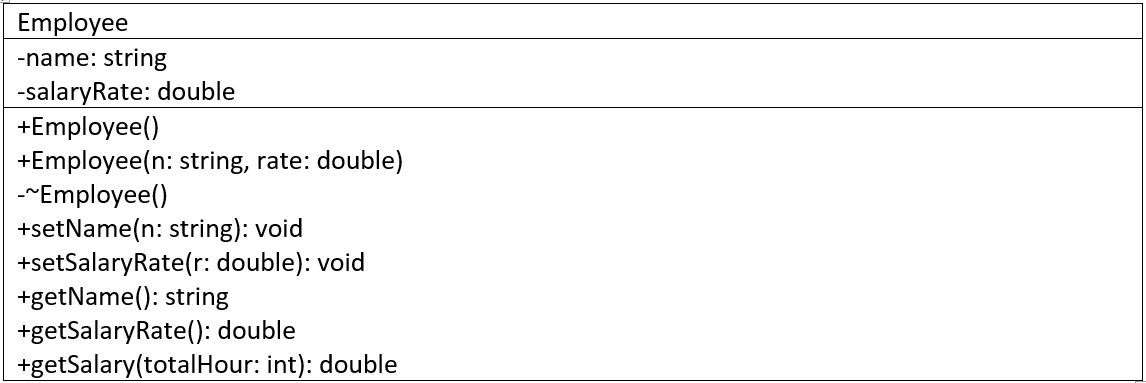 Employee
-name: string
-salaryRate: double
+Employee()
+Employee(n: string, rate: double)
-~Employee()
+setName(n: string): void
+setSalaryRate(r: double): void
+getName(): string
+getSalaryRate(): double
+getSalary(totalHour: int): double